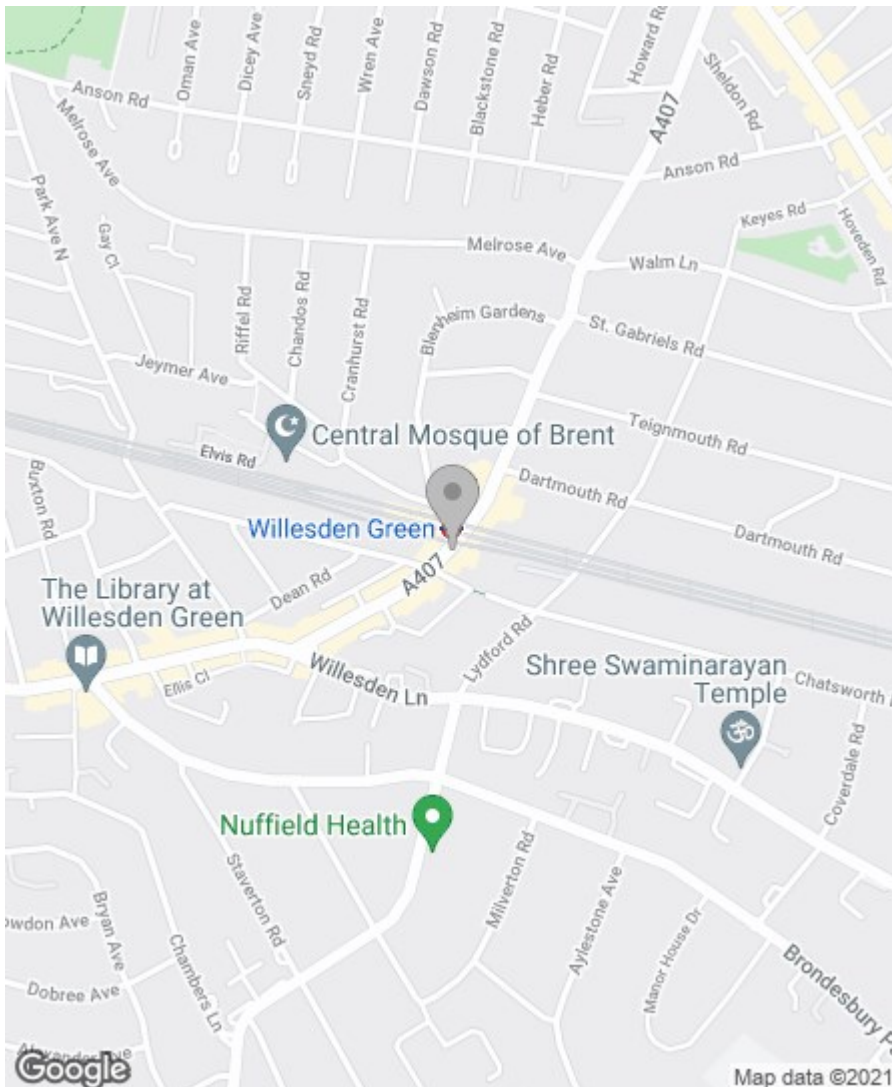 Oman Ave
Dicey Ave
Sneyd Rd
Wren Ave
Dawson Rd
Blackstone Rd
Heber Rd
Howard Rd
Sheldon Rd
A407
Anson Rd
Melrose Ave
Anson Rd
Keyes Rd
Hoveden Rd
Park Ave N
Gay Cl
Melrose Ave
Walm Ln
Riffel Rd
Chandos Rd
Cranhurst Rd
Blenheim Gardens
St. Gabriels Rd
Jeymer Ave
Teignmouth Rd
Central Mosque of Brent
Elvis Rd
Buxton Rd
Dartmouth Rd
Dartmouth Rd
Willesden Green
A407
Dean Rd
The Library at
Willesden Green
Ellis Cl
Willesden Ln
Lydford Rd
Shree Swaminarayan
Temple
Chatsworth
Coverdale Rd
Nuffield Health
Staverton Rd
Milverton Rd
Aylestone Ave
Manor House Dr
Brondesbury
owdon Ave
Bryan Ave
Chambers Ln
Dobree Ave
Alexander Ave
Google
Map data ©2021